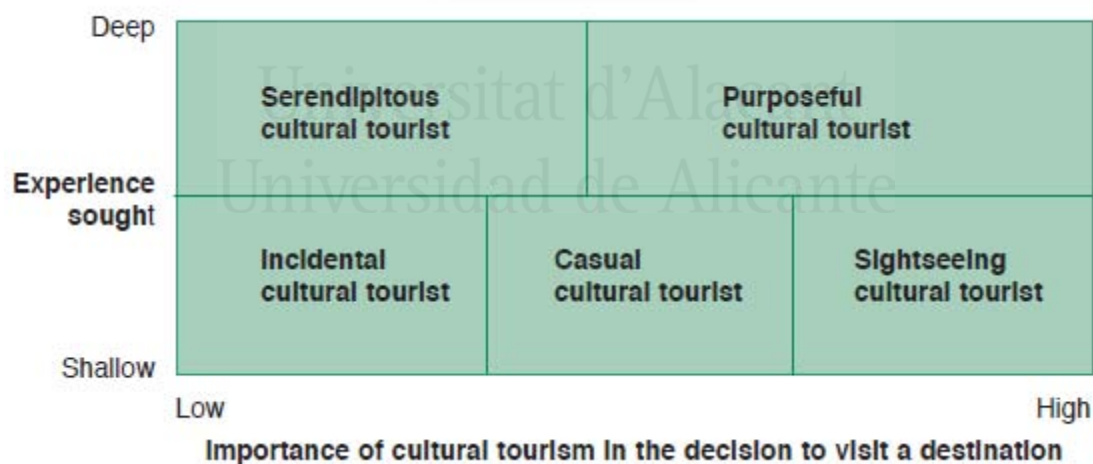 Deep
Universitat d'Alacant
Serendipitous
cultural tourist
Purposeful
cultural tourist
Universidad de Alicante
Experience
sought
Incidental
cultural tourist
Casual
cultural tourist
Sightseeing
cultural tourist
Shallow
Low
High
Importance of cultural tourism in the decision to visit a destination